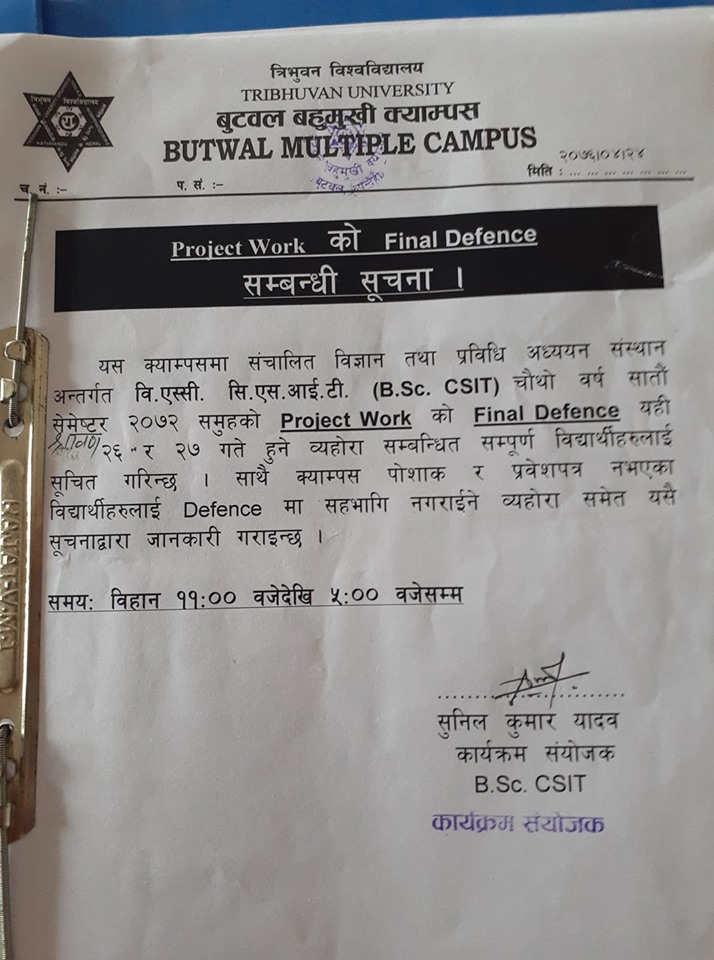 त्रिभुवन विश्वविद्यालय
TRIBHUVAN UNIVERSITY
बुटवल बहुमुखी क्याम्पस
BUTWAL MULTIPLE CAMPUS
२०७६/०४/२४
च. नं. :- प. सं. :- मिति : ... ... ... ... ... ... ...
Project Work को Final Defence
सम्बन्धी सूचना ।
यस क्याम्पसमा संचालित विज्ञान तथा प्रविधि अध्ययन संस्थान
अन्तर्गत वि.एस्सी. सि.एस.आई.टी. (B.Sc. CSIT) चौथो वर्ष सातौं
सेमेष्टर २०७२ समुहको Project Work को Final Defence यही
श्रावण २६ र २७ गते हुने व्यहोरा सम्बन्धित सम्पूर्ण विद्यार्थीहरुलाई
सूचित गरिन्छ । साथै क्याम्पस पोशाक र प्रवेशपत्र नभएका
विद्यार्थीहरुलाई Defence मा सहभागि नगराईने व्यहोरा समेत यसै
सूचनाद्वारा जानकारी गराइन्छ ।
समयः विहान ११:०० वजेदेखि ५:०० वजेसम्म
सुनिल कुमार यादव
कार्यक्रम संयोजक
B.Sc. CSIT
कार्यक्रम संयोजक